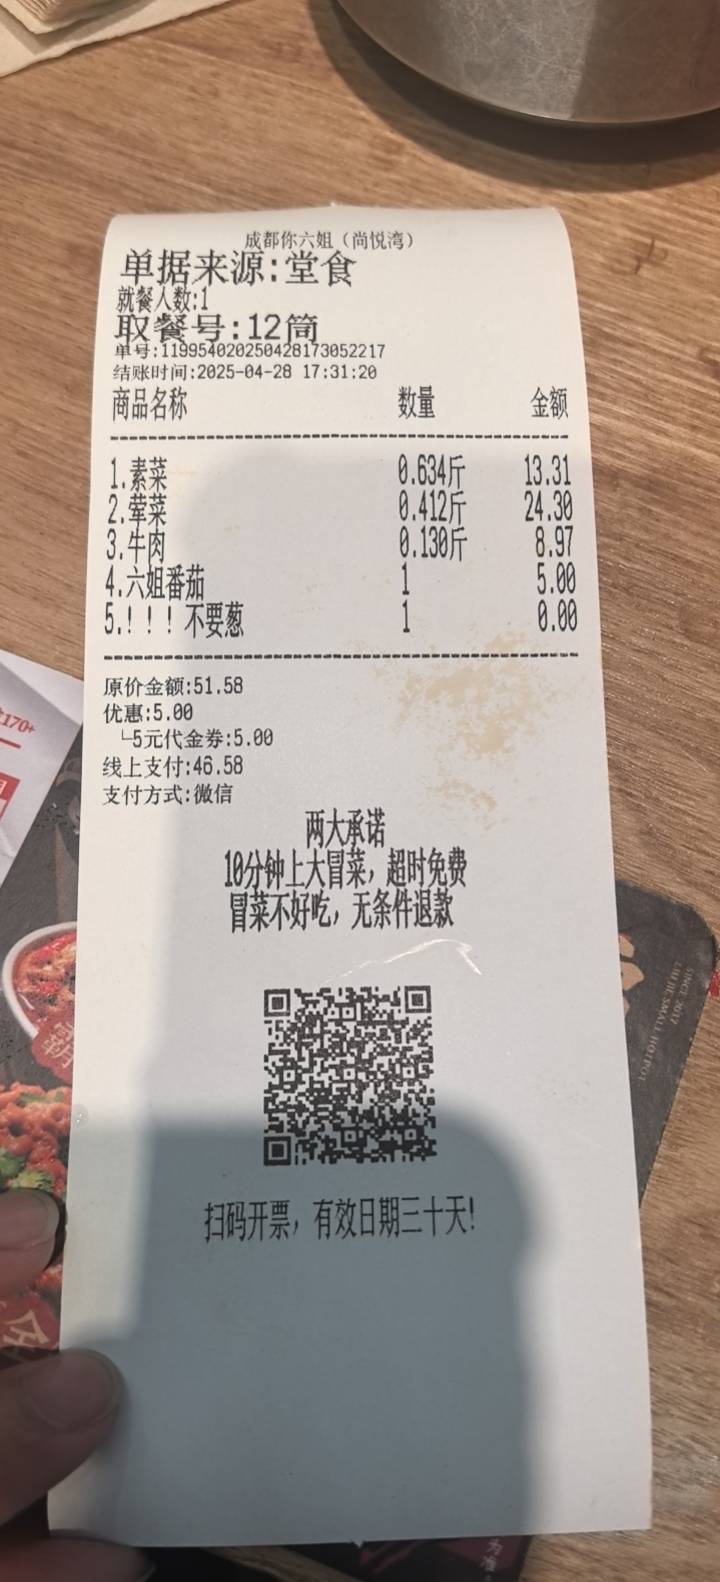 成都你六姐（尚悦湾）
单据来源:堂食
就餐人数:1
取餐号:12筒
单号:119954020250428173052217
结账时间:2025-04-28 17:31:20
商品名称 数量 金额
1.素菜 0.634斤 13.31
2.荤菜 0.412斤 24.30
3.牛肉 0.130斤 8.97
4.六姐番茄 1 5.00
5.！！！不要葱 1 0.00
原价金额:51.58
优惠:5.00
└5元代金券:5.00
线上支付:46.58
支付方式:微信
两大承诺
10分钟上大冒菜，超时免费
冒菜不好吃，无条件退款
扫码开票，有效日期三十天!
170+
SINCE 2017